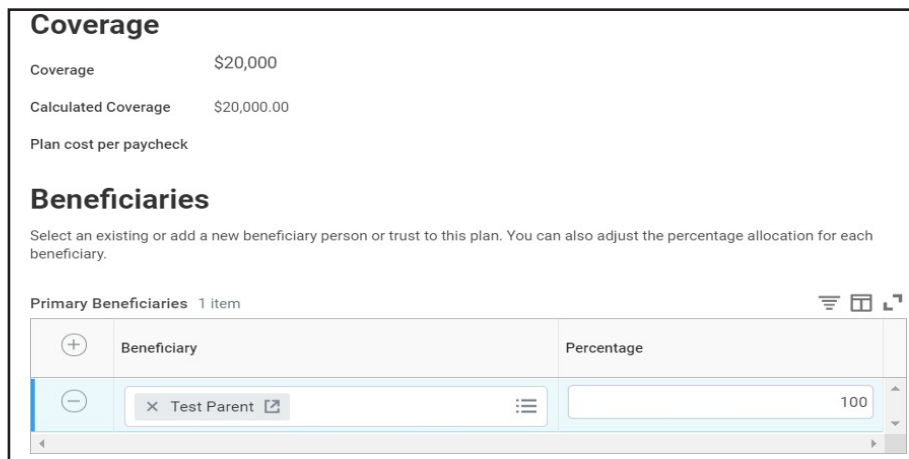 Coverage
Coverage $20,000
Calculated Coverage $20,000.00
Plan cost per paycheck
Beneficiaries
Select an existing or add a new beneficiary person or trust to this plan. You can also adjust the percentage allocation for each
beneficiary.
Primary Beneficiaries 1 item
Beneficiary Percentage
Test Parent 100